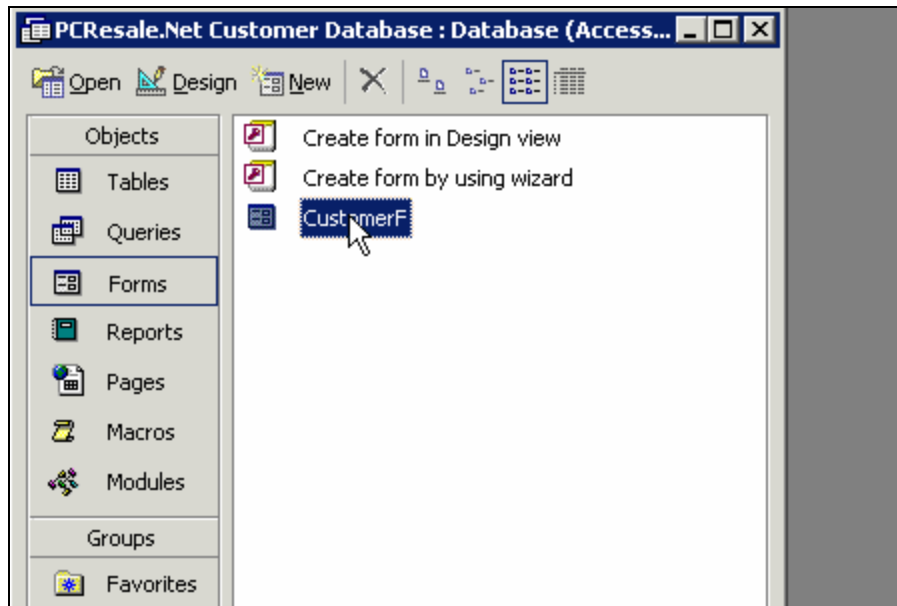 PCResale.Net Customer Database : Database (Access...
Open Design New
Objects
Tables
Queries
Forms
Reports
Pages
Macros
Modules
Groups
Favorites
Create form in Design view
Create form by using wizard
CustomerF